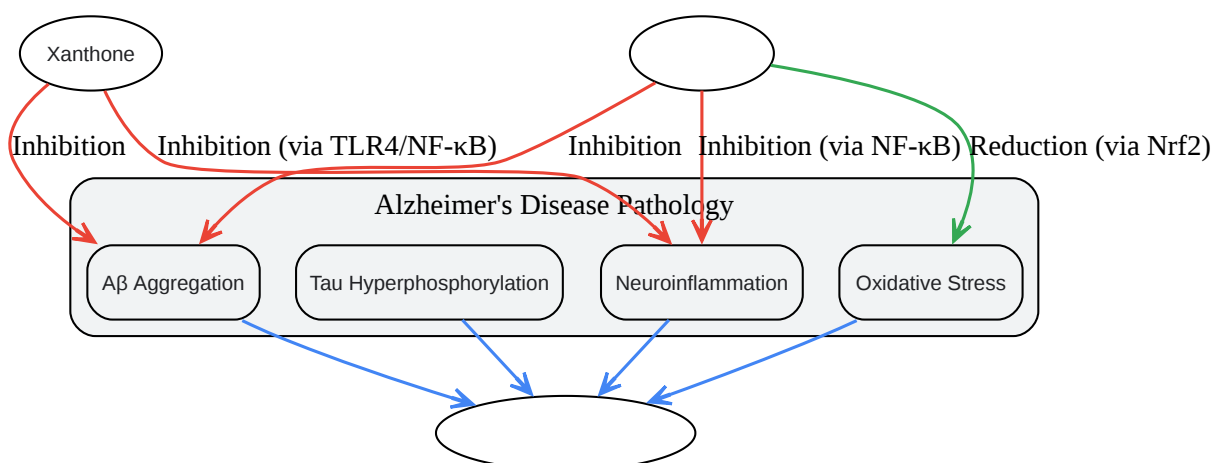 Xanthone
Inhibition
Inhibition (via TLR4/NF-κB)
Inhibition
Inhibition (via NF-κB)
Reduction (via Nrf2)
Alzheimer's Disease Pathology
Aβ Aggregation
Tau Hyperphosphorylation
Neuroinflammation
Oxidative Stress